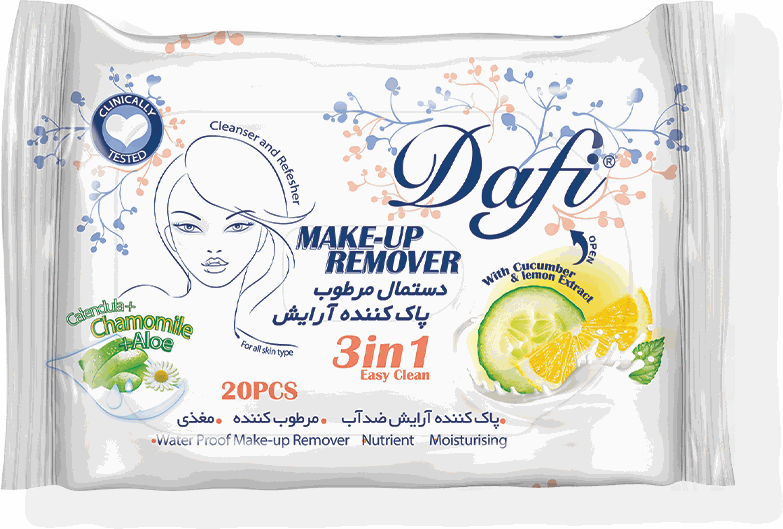 CLINICALLY
TESTED
Cleanser and Refesher
Dafi®
OPEN
MAKE-UP
REMOVER
With Cucumber
& lemon Extract
دستمال مرطوب
پاک کننده آرایش
Calendula+
Chamomile
+Aloe
For all skin type
3in1
Easy Clean
20PCS
•پاک کننده آرایش ضدآب •مرطوب کننده •مغذی
•Water Proof Make-up Remover •Nutrient Moisturising